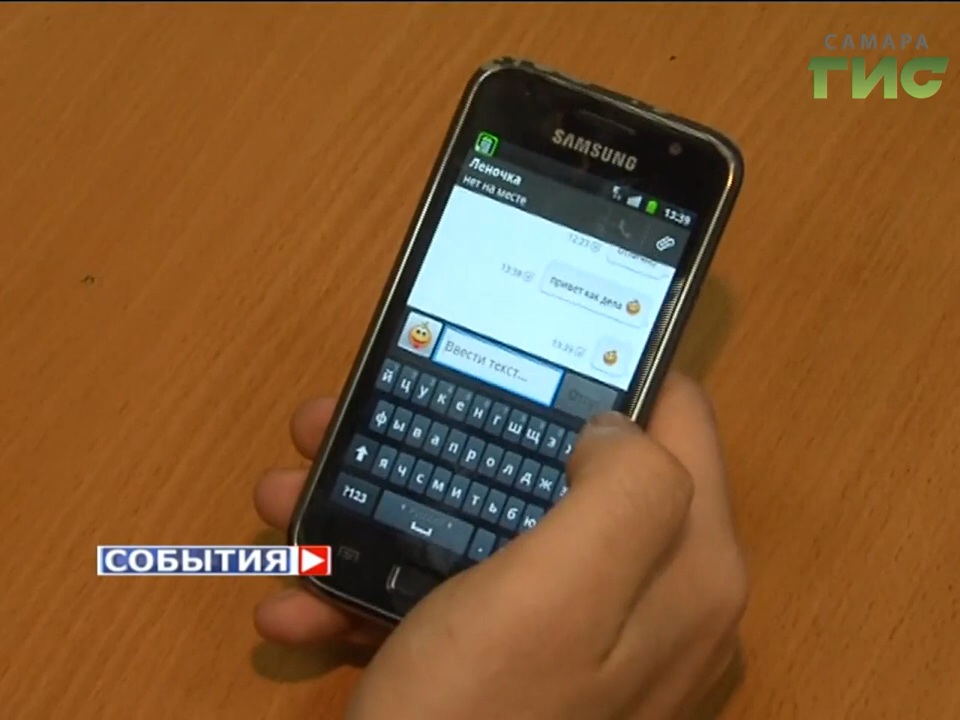 САМАРА
ГИС
SAMSUNG
Леночка
нет на месте
13:39
12:23
13:38
привет как дела
13:39
Ввести текст...
й ц у к е н г ш щ з
ф ы в а п р о л д ж
я ч с м и т ь б ю
?123
СОБЫТИЯ